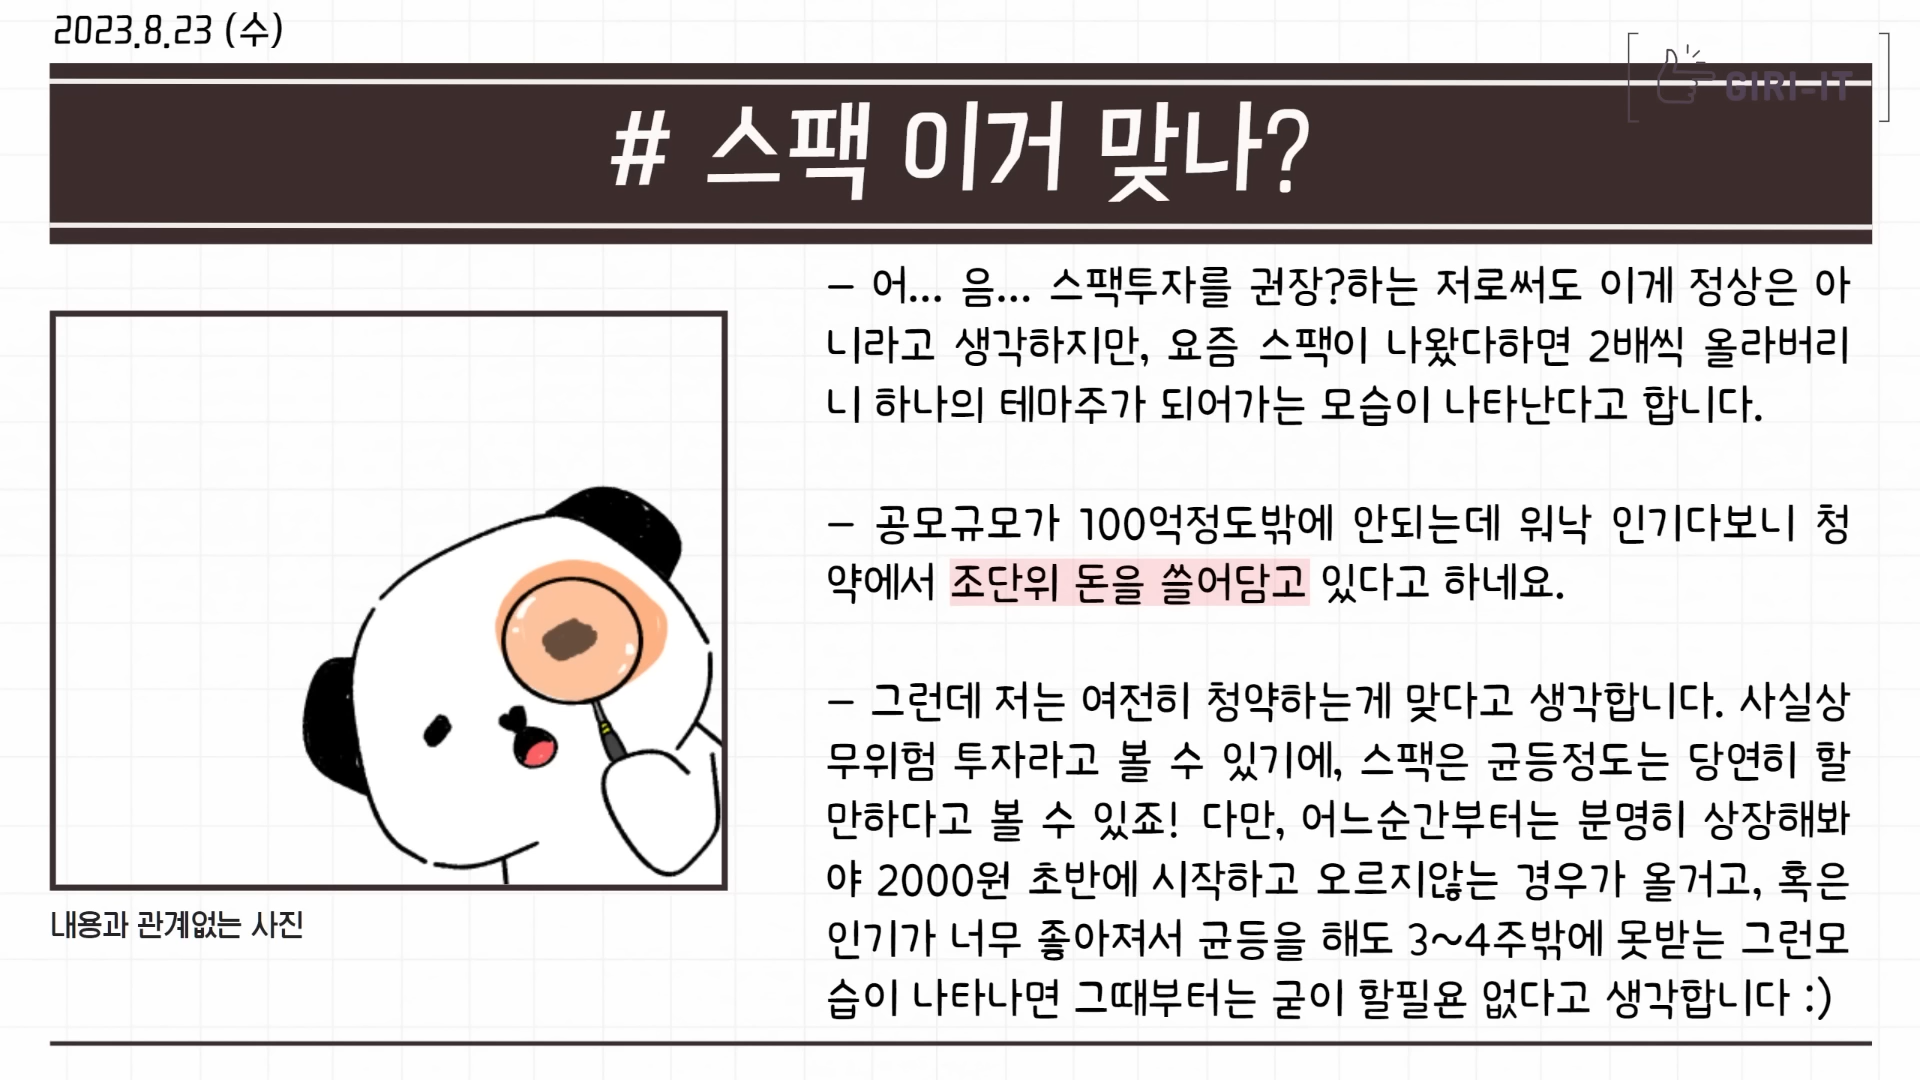 2023.8.23 (수)
GIRI-IT
# 스팩 이거 맞나?
– 어... 음... 스팩투자를 권장?하는 저로써도 이게 정상은 아
니라고 생각하지만, 요즘 스팩이 나왔다하면 2배씩 올라버리
니 하나의 테마주가 되어가는 모습이 나타난다고 합니다.
– 공모규모가 100억정도밖에 안되는데 워낙 인기다보니 청
약에서 조단위 돈을 쓸어담고 있다고 하네요.
– 그런데 저는 여전히 청약하는게 맞다고 생각합니다. 사실상
무위험 투자라고 볼 수 있기에, 스팩은 균등정도는 당연히 할
만하다고 볼 수 있죠! 다만, 어느순간부터는 분명히 상장해봐
야 2000원 초반에 시작하고 오르지않는 경우가 올거고, 혹은
인기가 너무 좋아져서 균등을 해도 3~4주밖에 못받는 그런모
습이 나타나면 그때부터는 굳이 할필욘 없다고 생각합니다 :)
내용과 관계없는 사진